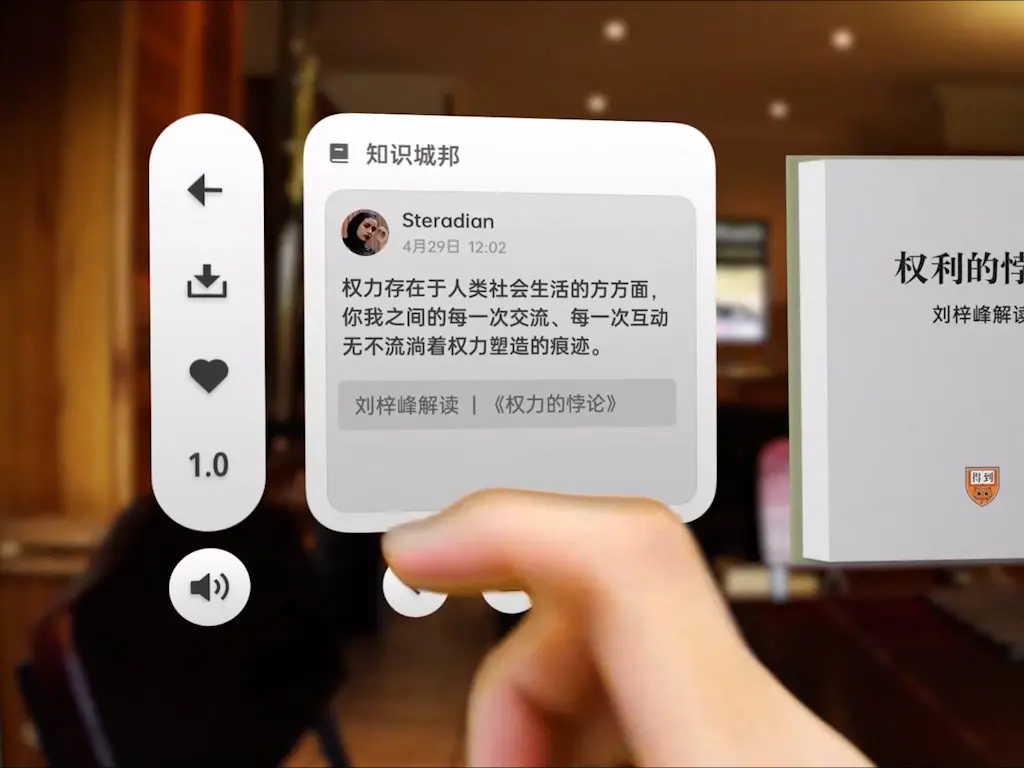 知识城邦
Steradian
4月29日 12:02
权力存在于人类社会生活的方方面，
你我之间的每一次交流、每一次互动
无不流淌着权力塑造的痕迹。
刘梓峰解读 | 《权力的悖论》
1.0
权利的悖
刘梓峰解读
得到